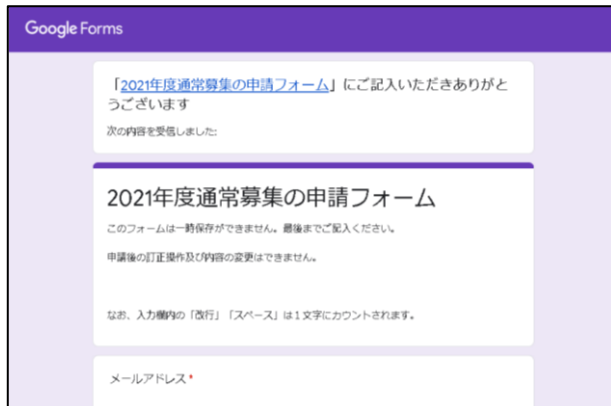 Google Forms
「2021年度通常募集の申請フォーム」にご記入いただきありがと
うございます
次の内容を受信しました:
2021年度通常募集の申請フォーム
このフォームは一時保存ができません。最後までご記入ください。
申請後の訂正操作及び内容の変更はできません。
なお、入力欄内の「改行」「スペース」は1文字にカウントされます。
メールアドレス*